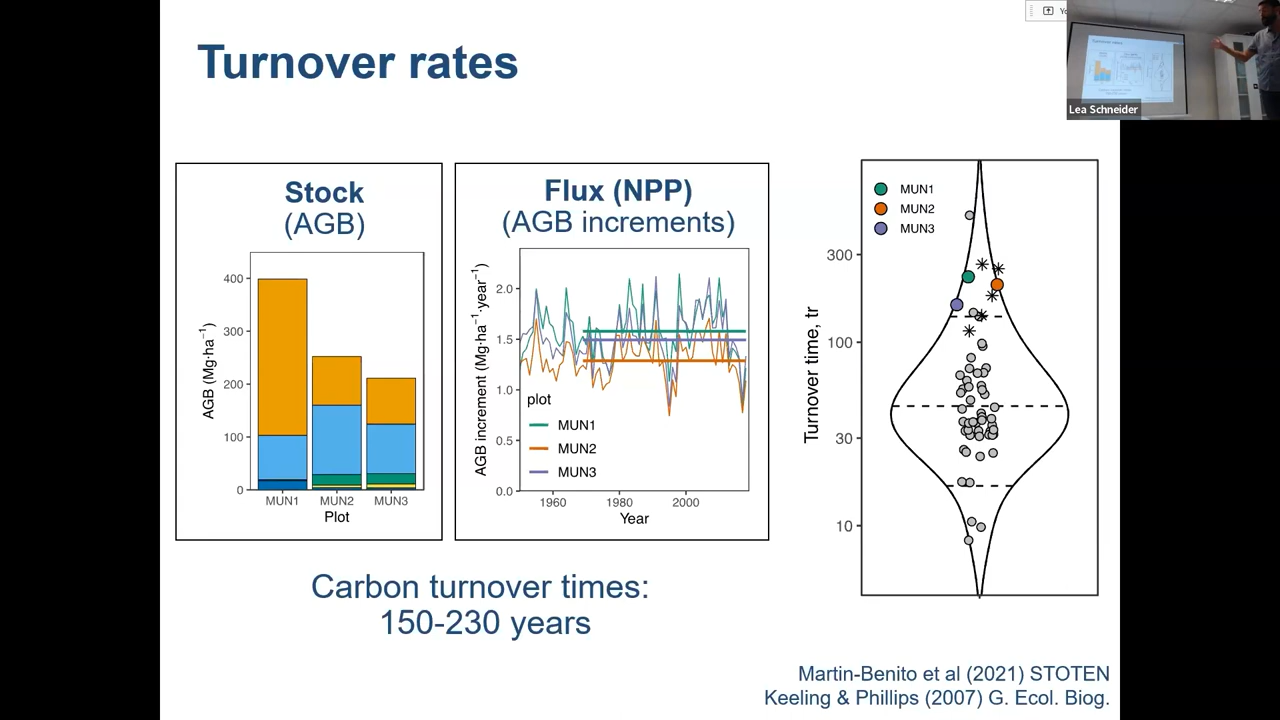 Turnover rates
Lea Schneider
Stock
(AGB)
AGB (Mg·ha⁻¹)
400
300
200
100
0
MUN1 MUN2 MUN3
Plot
Flux (NPP)
(AGB increments)
AGB increment (Mg·ha⁻¹·year⁻¹)
2.0
1.5
1.0
0.5
0.0
plot
MUN1
MUN2
MUN3
1960 1980 2000
Year
MUN1
MUN2
MUN3
Turnover time, tr
300
100
30
10
Carbon turnover times:
150-230 years
Martin-Benito et al (2021) STOTEN
Keeling & Phillips (2007) G. Ecol. Biog.